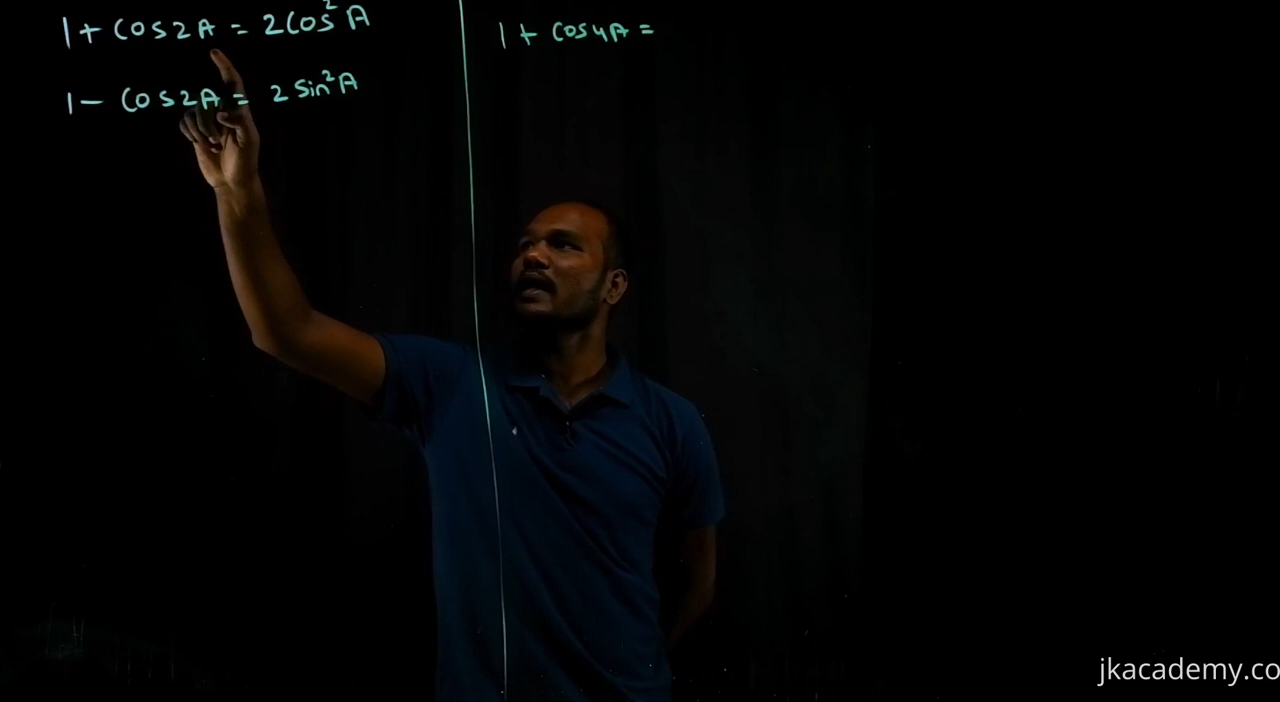 1 + cos2A = 2cos²A
1 - cos2A = 2sin²A
1 + cos4A =
jkacademy.co